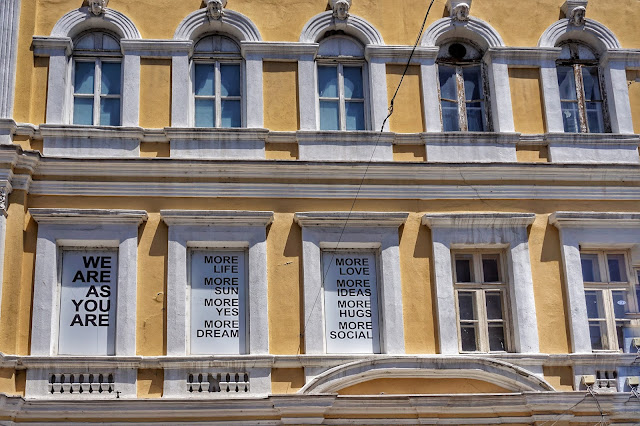 WE
ARE
AS
YOU
ARE
MORE
LIFE
MORE
SUN
MORE
YES
MORE
DREAM
MORE
LOVE
MORE
IDEAS
MORE
HUGS
MORE
SOCIAL